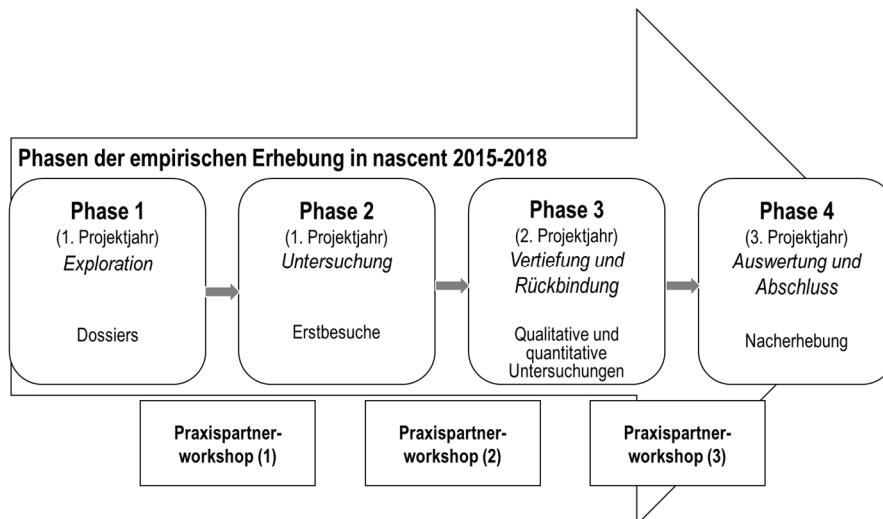 Phasen der empirischen Erhebung in nascent 2015-2018
Phase 1
(1. Projektjahr)
Exploration
Dossiers
Phase 2
(1. Projektjahr)
Untersuchung
Erstbesuche
Phase 3
(2. Projektjahr)
Vertiefung und
Rückbindung
Qualitative und
quantitative
Untersuchungen
Phase 4
(3. Projektjahr)
Auswertung und
Abschluss
Nacherhebung
Praxispartner-
workshop (1)
Praxispartner-
workshop (2)
Praxispartner-
workshop (3)